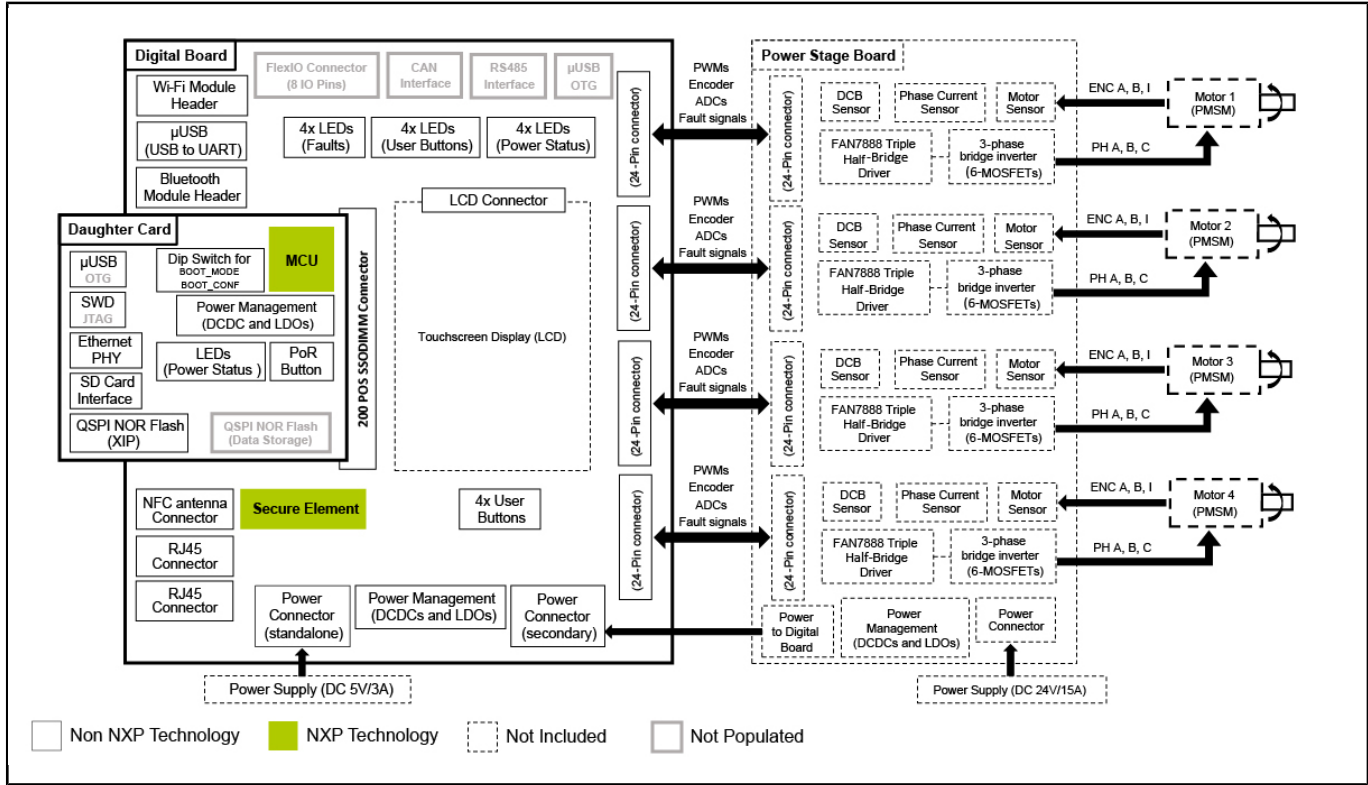 Digital Board
FlexIO Connector
(8 IO Pins)
CAN
Interface
RS485
Interface
µUSB
OTG
Wi-Fi Module
Header
µUSB
(USB to UART)
Bluetooth
Module Header
4x LEDs
(Faults)
4x LEDs
(User Buttons)
4x LEDs
(Power Status)
LCD Connector
Touchscreen Display (LCD)
Daughter Card
µUSB
OTG
Dip Switch for
BOOT_MODE
BOOT_CONF
MCU
SWD
JTAG
Power Management
(DCDC and LDOs)
Ethernet
PHY
LEDs
(Power Status )
PoR
Button
SD Card
Interface
QSPI NOR Flash
(XIP)
QSPI NOR Flash
(Data Storage)
200 POS SSODIMM Connector
NFC antenna
Connector
Secure Element
4x User
Buttons
RJ45
Connector
RJ45
Connector
Power
Connector
(standalone)
Power Management
(DCDCs and LDOs)
Power
Connector
(secondary)
Power Supply (DC 5V/3A)
(24-Pin connector)
(24-Pin connector)
(24-Pin connector)
(24-Pin connector)
PWMs
Encoder
ADCs
Fault signals
PWMs
Encoder
ADCs
Fault signals
PWMs
Encoder
ADCs
Fault signals
PWMs
Encoder
ADCs
Fault signals
Power Stage Board
(24-Pin connector)
DCB
Sensor
Phase Current
Sensor
Motor
Sensor
FAN7888 Triple
Half-Bridge
Driver
3-phase
bridge inverter
(6-MOSFETs)
ENC A, B, I
PH A, B, C
Motor 1
(PMSM)
(24-Pin connector)
DCB
Sensor
Phase Current
Sensor
Motor
Sensor
FAN7888 Triple
Half-Bridge
Driver
3-phase
bridge inverter
(6-MOSFETs)
ENC A, B, I
PH A, B, C
Motor 2
(PMSM)
(24-Pin connector)
DCB
Sensor
Phase Current
Sensor
Motor
Sensor
FAN7888 Triple
Half-Bridge
Driver
3-phase
bridge inverter
(6-MOSFETs)
ENC A, B, I
PH A, B, C
Motor 3
(PMSM)
(24-Pin connector)
DCB
Sensor
Phase Current
Sensor
Motor
Sensor
FAN7888 Triple
Half-Bridge
Driver
3-phase
bridge inverter
(6-MOSFETs)
ENC A, B, I
PH A, B, C
Motor 4
(PMSM)
Power
to Digital
Board
Power
Management
(DCDCs and LDOs)
Power
Connector
Power Supply (DC 24V/15A)
Non NXP Technology
NXP Technology
Not Included
Not Populated